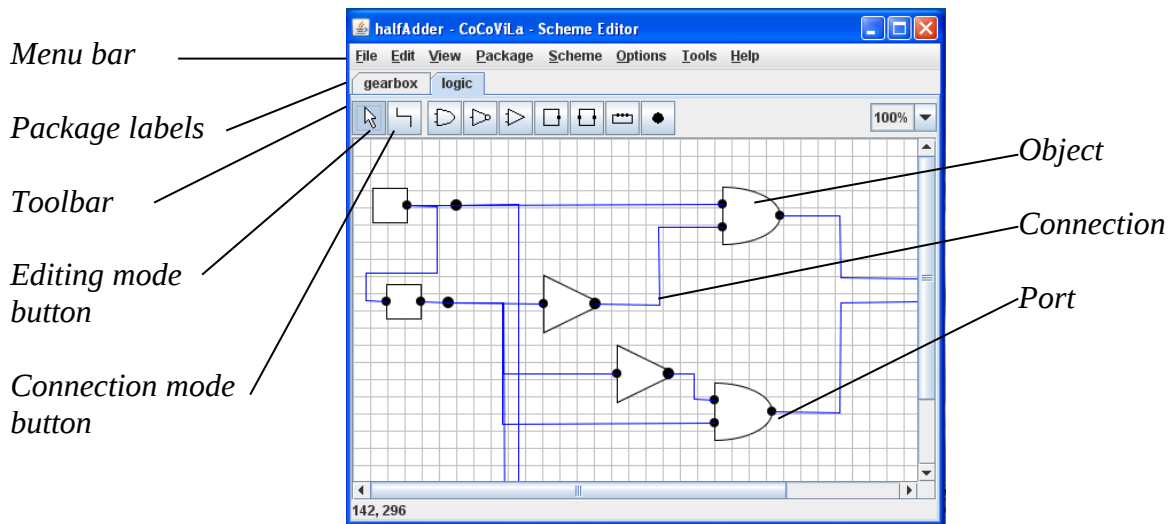 halfAdder - CoCoViLa - Scheme Editor
Menu bar
File Edit View Package Scheme Options Tools Help
gearbox logic
Package labels
100%
Object
Toolbar
Connection
Editing mode
button
Port
Connection mode
button
142, 296